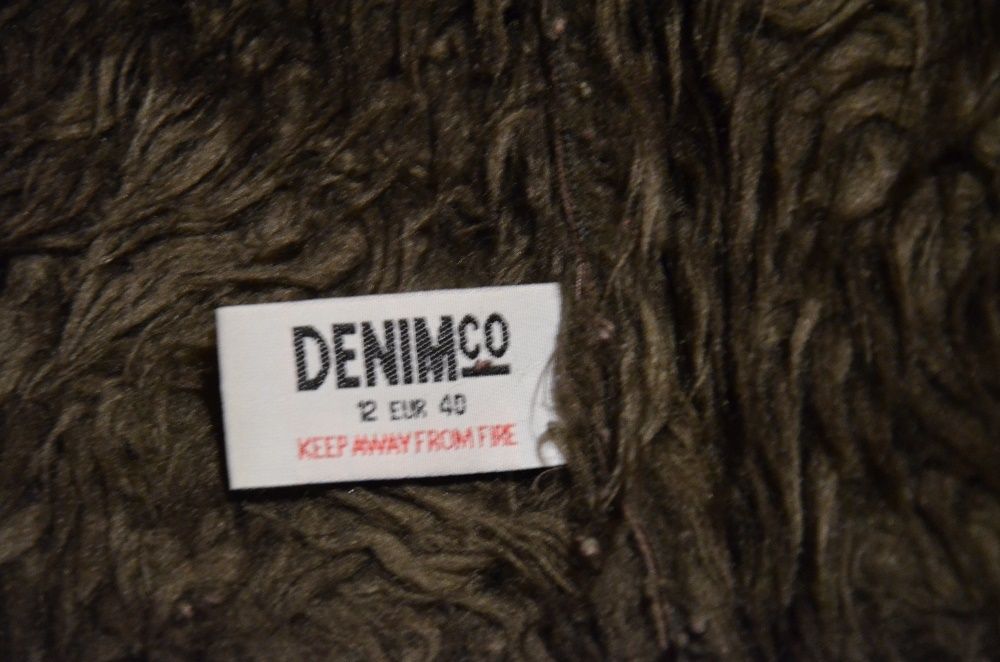 DENIMCO
12 EUR 40
KEEP AWAY FROM FIRE